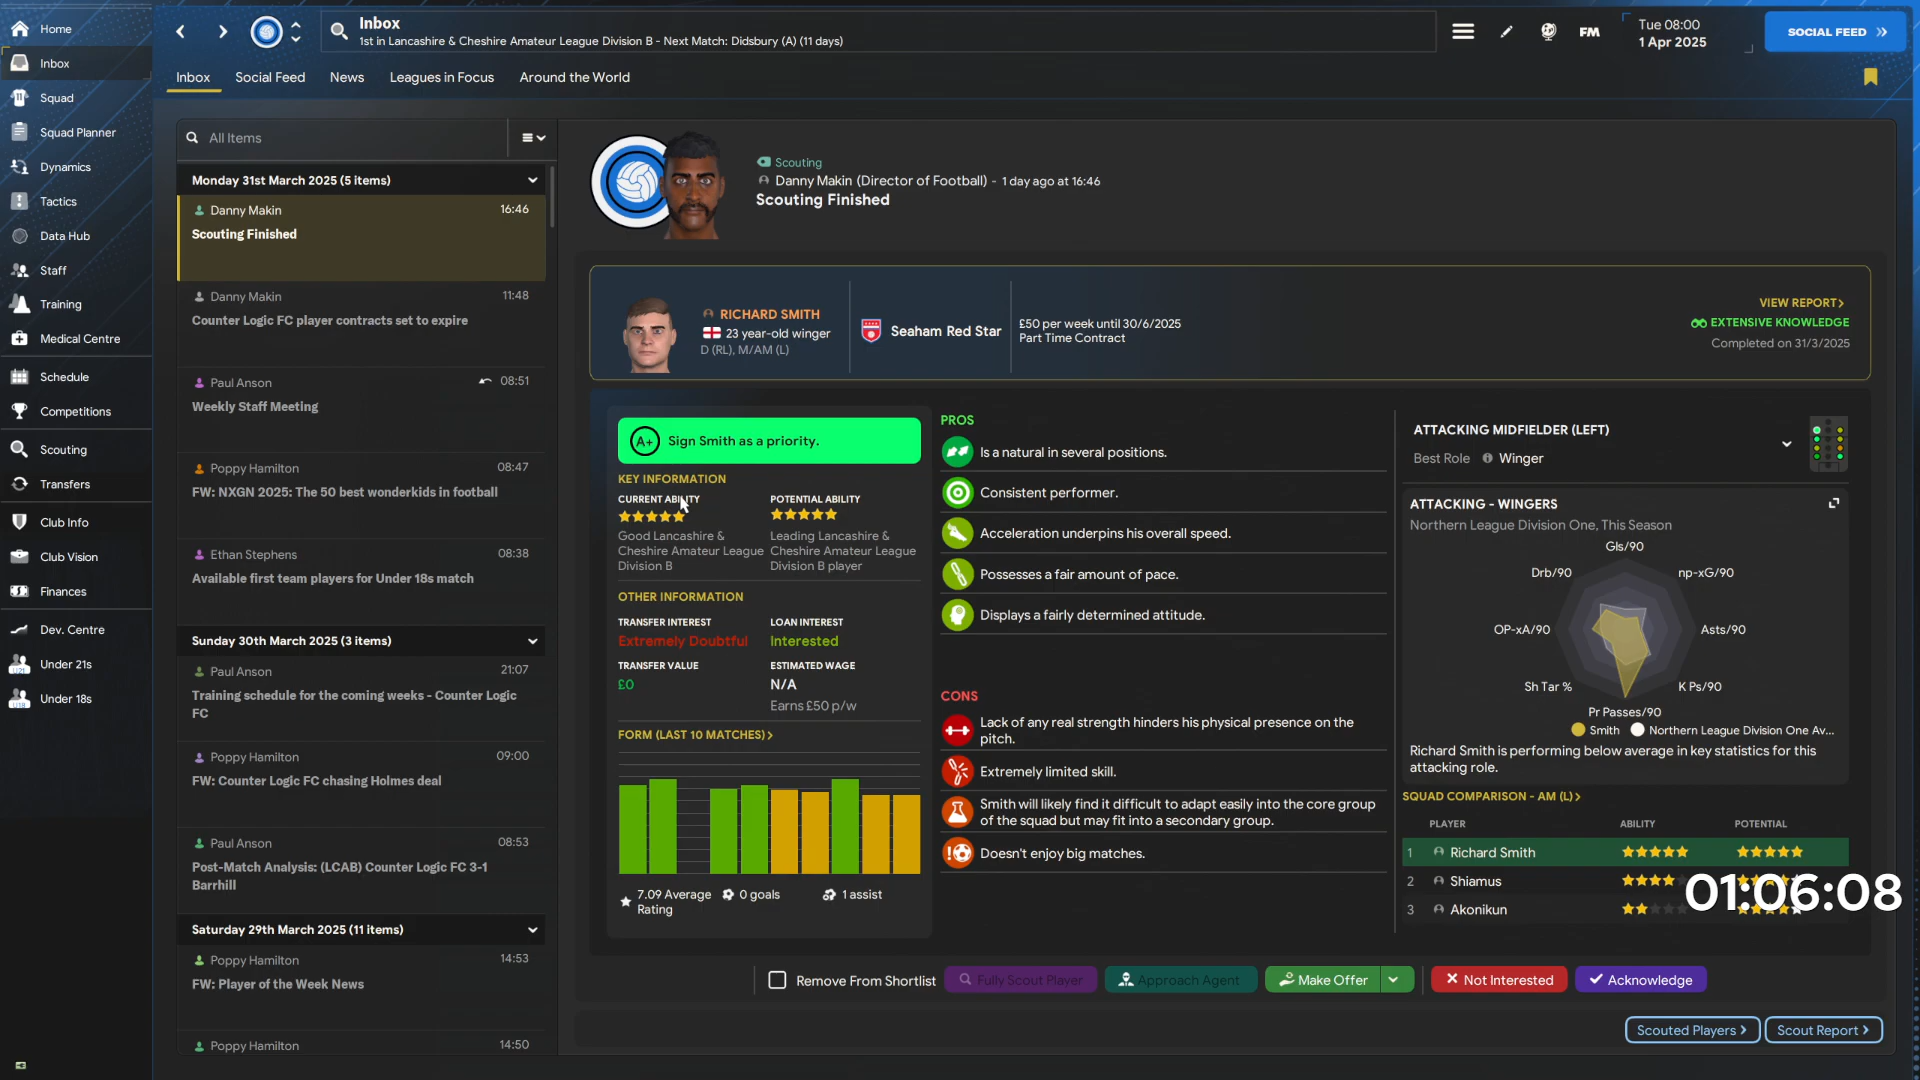 Home
Inbox
Squad
Squad Planner
Dynamics
Tactics
Data Hub
Staff
Training
Medical Centre
Schedule
Competitions
Scouting
Transfers
Club Info
Club Vision
Finances
Dev. Centre
Under 21s
Under 18s
Inbox
1st in Lancashire & Cheshire Amateur League Division B - Next Match: Didsbury (A) (11 days)
FM
Tue 08:00
1 Apr 2025
SOCIAL FEED
Inbox
Social Feed
News
Leagues in Focus
Around the World
All Items
Monday 31st March 2025 (5 items)
Danny Makin 16:46
Scouting Finished
Danny Makin 11:48
Counter Logic FC player contracts set to expire
Paul Anson 08:51
Weekly Staff Meeting
Poppy Hamilton 08:47
FW: NXGN 2025: The 50 best wonderkids in football
Ethan Stephens 08:38
Available first team players for Under 18s match
Sunday 30th March 2025 (3 items)
Paul Anson 21:07
Training schedule for the coming weeks - Counter Logic
FC
Poppy Hamilton 09:00
FW: Counter Logic FC chasing Holmes deal
Paul Anson 08:53
Post-Match Analysis: (LCAB) Counter Logic FC 3-1
Barrhill
Saturday 29th March 2025 (11 items)
Poppy Hamilton 14:53
FW: Player of the Week News
Poppy Hamilton 14:50
Scouting
Danny Makin (Director of Football) - 1 day ago at 16:46
Scouting Finished
RICHARD SMITH
23 year-old winger
D (RL), M/AM (L)
Seaham Red Star
£50 per week until 30/6/2025
Part Time Contract
VIEW REPORT>
EXTENSIVE KNOWLEDGE
Completed on 31/3/2025
A+ Sign Smith as a priority.
KEY INFORMATION
CURRENT ABILITY
Good Lancashire &
Cheshire Amateur League
Division B
POTENTIAL ABILITY
Leading Lancashire &
Cheshire Amateur League
Division B player
OTHER INFORMATION
TRANSFER INTEREST
Extremely Doubtful
LOAN INTEREST
Interested
TRANSFER VALUE
£0
ESTIMATED WAGE
N/A
Earns £50 p/w
FORM (LAST 10 MATCHES) >
7.09 Average
Rating
0 goals
1 assist
PROS
Is a natural in several positions.
Consistent performer.
Acceleration underpins his overall speed.
Possesses a fair amount of pace.
Displays a fairly determined attitude.
CONS
Lack of any real strength hinders his physical presence on the
pitch.
Extremely limited skill.
Smith will likely find it difficult to adapt easily into the core group
of the squad but may fit into a secondary group.
Doesn't enjoy big matches.
ATTACKING MIDFIELDER (LEFT)
Best Role Winger
ATTACKING - WINGERS
Northern League Division One, This Season
Gls/90
Drb/90
np-xG/90
OP-xA/90
Asts/90
Sh Tar %
K Ps/90
Pr Passes/90
Smith
Northern League Division One Av...
Richard Smith is performing below average in key statistics for this
attacking role.
SQUAD COMPARISON - AM (L) >
PLAYER ABILITY POTENTIAL
1 Richard Smith
2 Shiamus
3 Akonikun
01:06:08
Remove From Shortlist
Fully Scout Player
Approach Agent
Make Offer
Not Interested
Acknowledge
Scouted Players >
Scout Report >